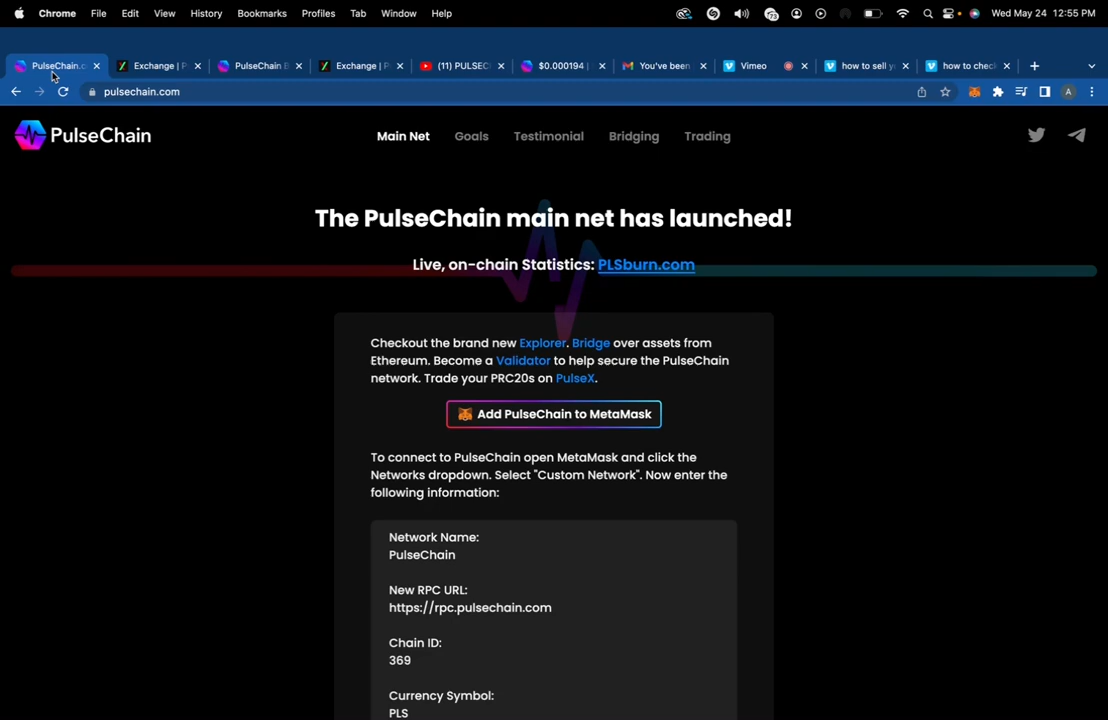 Chrome File Edit View History Bookmarks Profiles Tab Window Help Wed May 24 12:55 PM
PulseChain.c Exchange | P PulseChain B Exchange | P (11) PULSEC $0.000194 | You've been Vimeo how to sell y how to chec
pulsechain.com A
PulseChain Main Net Goals Testimonial Bridging Trading
The PulseChain main net has launched!
Live, on-chain Statistics: PLSburn.com
Checkout the brand new Explorer. Bridge over assets from
Ethereum. Become a Validator to help secure the PulseChain
network. Trade your PRC20s on PulseX.
Add PulseChain to MetaMask
To connect to PulseChain open MetaMask and click the
Networks dropdown. Select "Custom Network". Now enter the
following information:
Network Name:
PulseChain
New RPC URL:
https://rpc.pulsechain.com
Chain ID:
369
Currency Symbol:
PLS